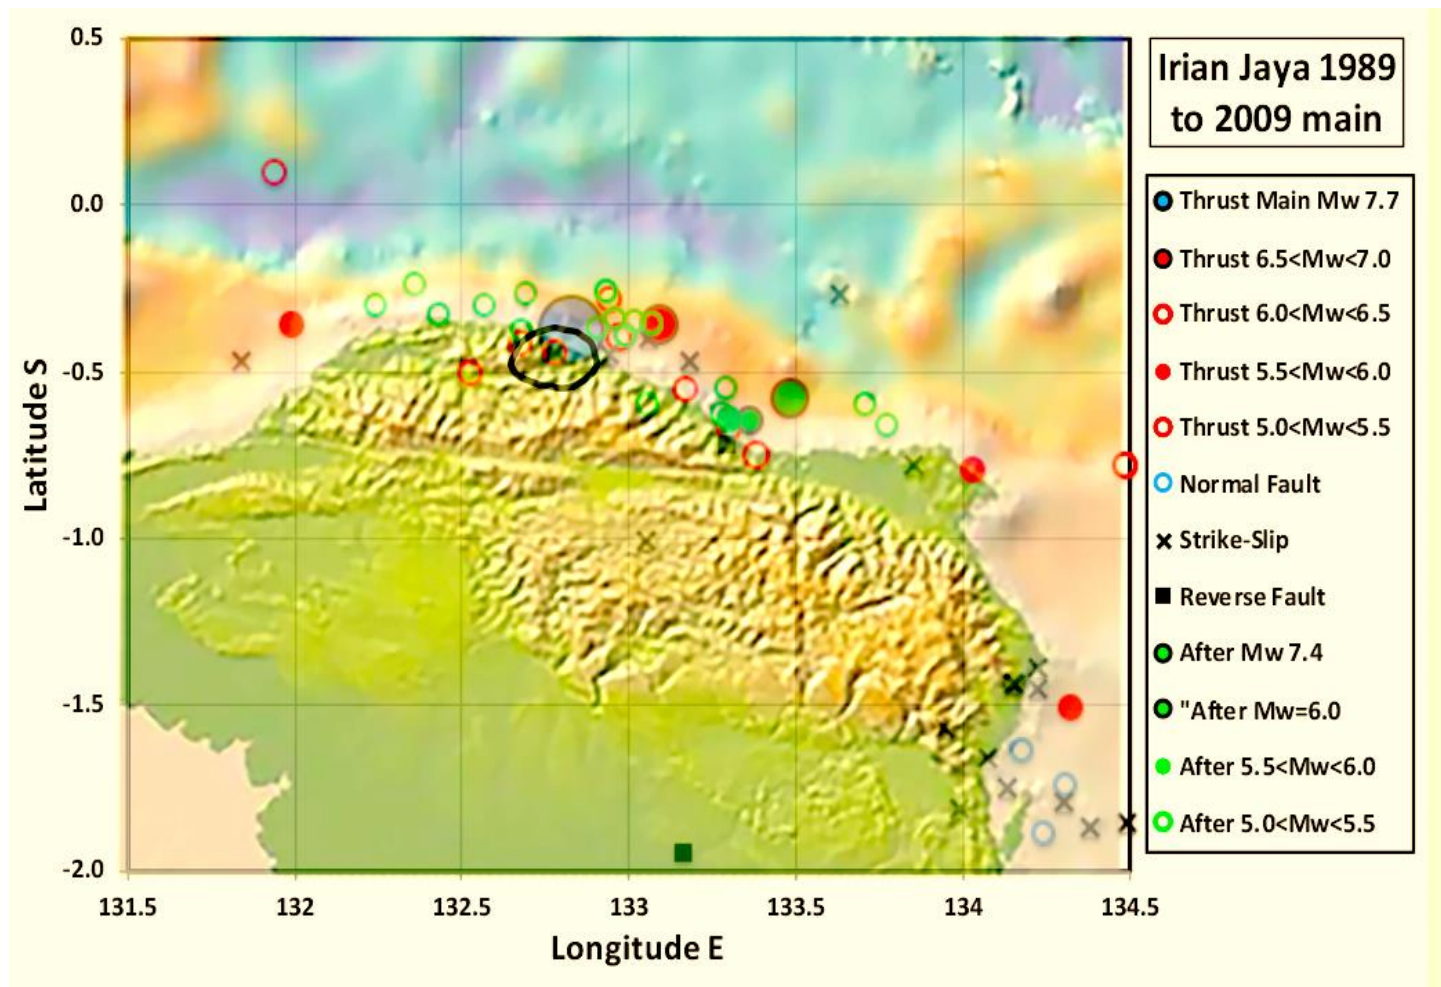 Irian Jaya 1989
to 2009 main
0.5
0.0
-0.5
-1.0
-1.5
-2.0
Latitude S
131.5 132 132.5 133 133.5 134 134.5
Longitude E
Thrust Main Mw 7.7
Thrust 6.5<Mw<7.0
Thrust 6.0<Mw<6.5
Thrust 5.5<Mw<6.0
Thrust 5.0<Mw<5.5
Normal Fault
Strike-Slip
Reverse Fault
After Mw 7.4
"After Mw=6.0
After 5.5<Mw<6.0
After 5.0<Mw<5.5